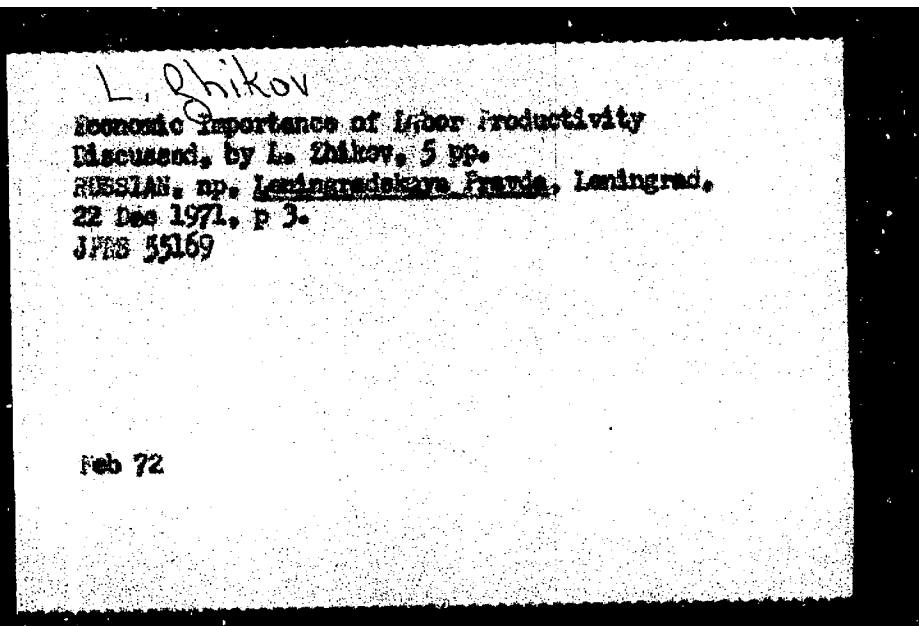 L. Zhikov
Economic Importance of Labor Productivity
Discussed, by L. Zhikov, 5 pp.
RUSSIAN, np, Leningradskaya Pravda, Leningrad,
22 Dec 1971, p 3.
JPRS 55169
Feb 72